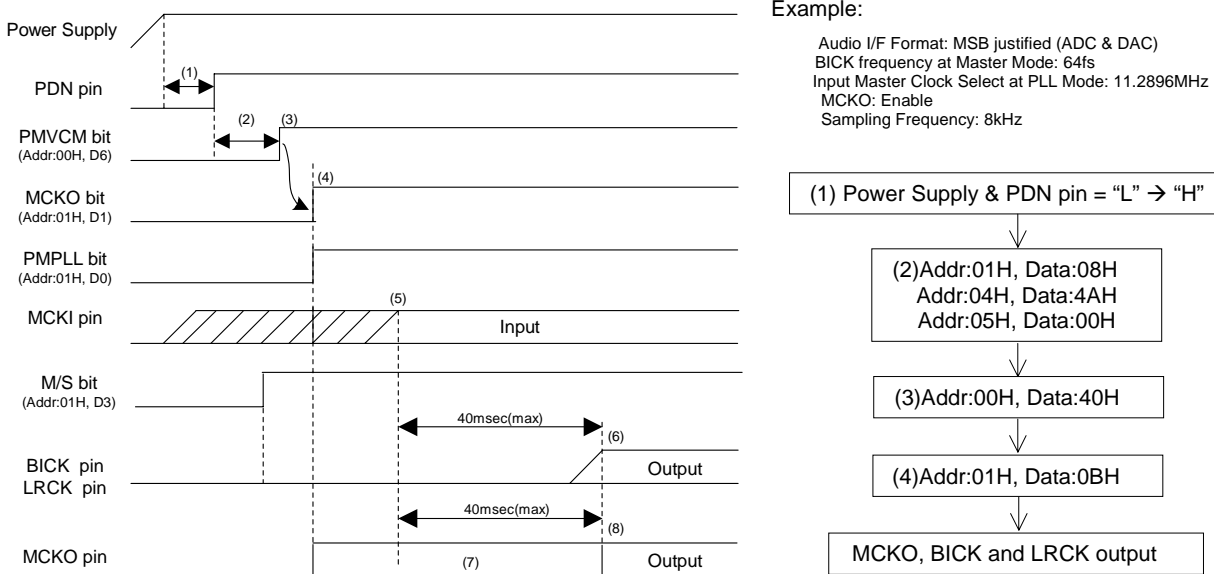 Power Supply
(1)
PDN pin
(2)
(3)
PMVCM bit
(Addr:00H, D6)
(4)
MCKO bit
(Addr:01H, D1)
PMPLL bit
(Addr:01H, D0)
(5)
MCKI pin
Input
M/S bit
(Addr:01H, D3)
40msec(max)
(6)
BICK pin
LRCK pin
Output
40msec(max)
(8)
MCKO pin
(7)
Output
Example:
Audio I/F Format: MSB justified (ADC & DAC)
BICK frequency at Master Mode: 64fs
Input Master Clock Select at PLL Mode: 11.2896MHz
MCKO: Enable
Sampling Frequency: 8kHz
(1) Power Supply & PDN pin = “L” → “H”
(2)Addr:01H, Data:08H
Addr:04H, Data:4AH
Addr:05H, Data:00H
(3)Addr:00H, Data:40H
(4)Addr:01H, Data:0BH
MCKO, BICK and LRCK output